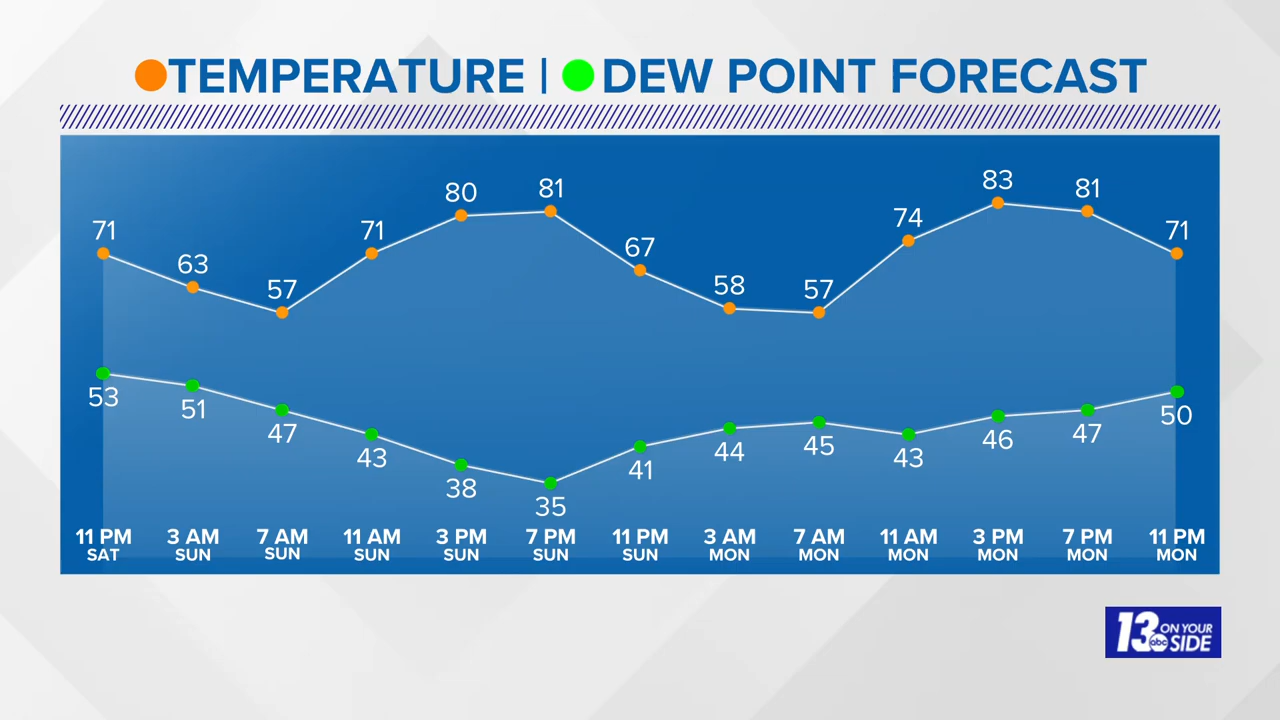 TEMPERATURE | DEW POINT FORECAST
71 63 57 71 80 81 67 58 57 74 83 81 71
53 51 47 43 38 35 41 44 45 43 46 47 50
11 PM 3 AM 7 AM 11 AM 3 PM 7 PM 11 PM 3 AM 7 AM 11 AM 3 PM 7 PM 11 PM
SAT SUN SUN SUN SUN SUN SUN MON MON MON MON MON MON
13 abc ON YOUR
SIDE